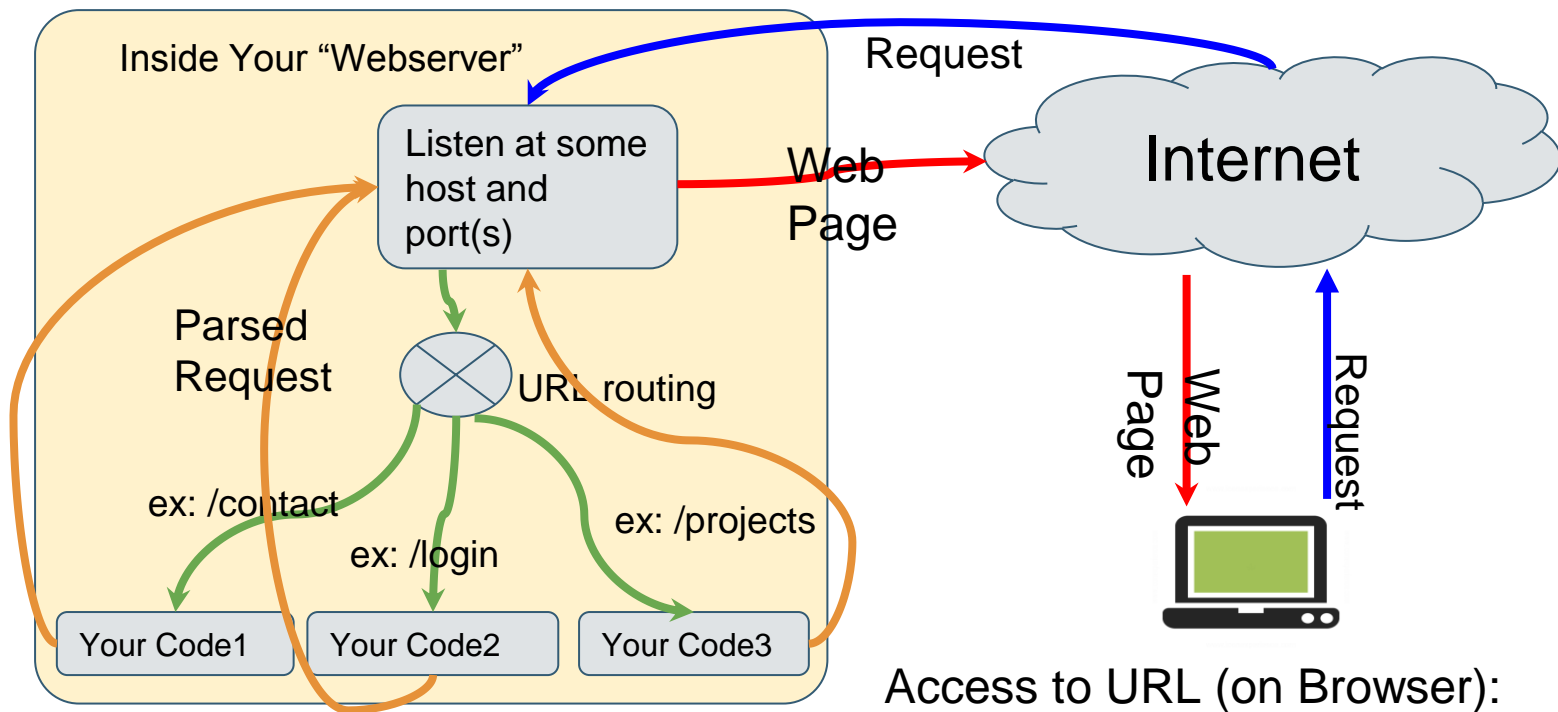 Inside Your “Webserver”
Request
Listen at some
host and
port(s)
Web
Page
Internet
Parsed
Request
URL routing
Web
Page
Request
ex: /contact
ex: /login
ex: /projects
Your Code1
Your Code2
Your Code3
Access to URL (on Browser):